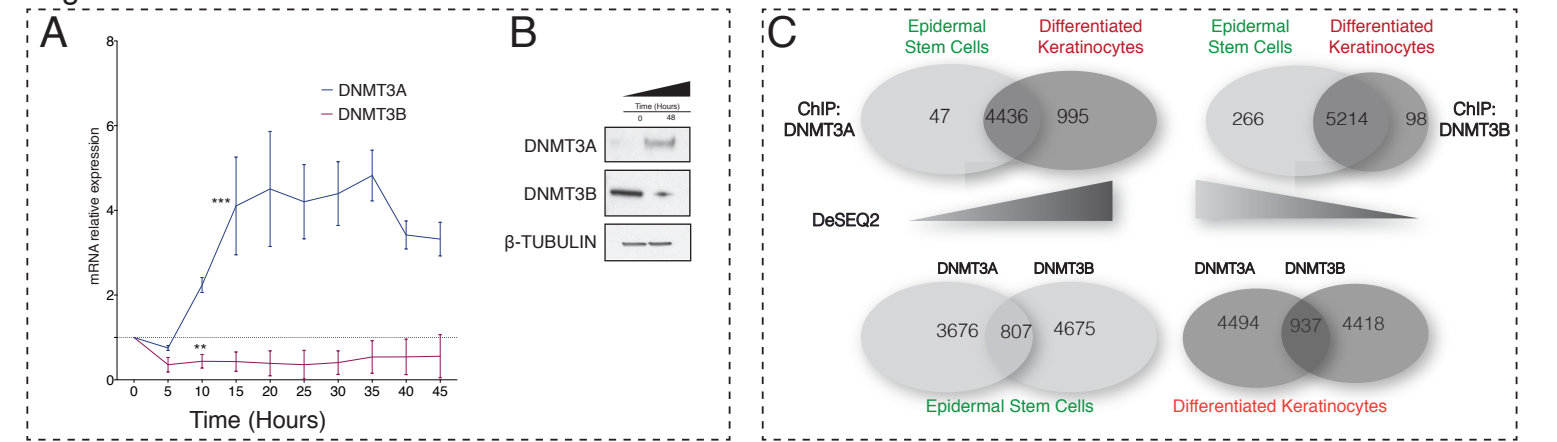 A
8
6
4
2
0
mRNA relative expression
DNMT3A
DNMT3B
***
**
0 5 10 15 20 25 30 35 40 45
Time (Hours)
B
Time (Hours)
0 48
DNMT3A
DNMT3B
β-TUBULIN
C
Epidermal
Stem Cells
Differentiated
Keratinocytes
ChIP:
DNMT3A
47 4436 995
Epidermal
Stem Cells
Differentiated
Keratinocytes
266 5214 98
ChIP:
DNMT3B
DeSEQ2
DNMT3A DNMT3B
3676 807 4675
Epidermal Stem Cells
DNMT3A DNMT3B
4494 937 4418
Differentiated Keratinocytes